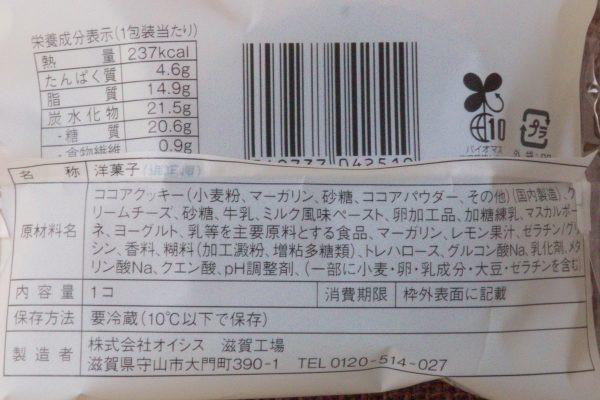 栄養成分表示(1包装当たり)
熱量 237kcal
たんぱく質 4.6g
脂質 14.9g
炭水化物 21.5g
-糖質 20.6g
-食物繊維 0.9g
10
バイオマス
プラ
名称 洋菓子
原材料名 ココアクッキー(小麦粉、マーガリン、砂糖、ココアパウダー、その他)(国内製造)、ク
リームチーズ、砂糖、牛乳、ミルク風味ペースト、卵加工品、加糖練乳、マスカルポー
ネ、ヨーグルト、乳等を主要原料とする食品、マーガリン、レモン果汁、ゼラチン/グリ
シン、香料、糊料(加工澱粉、増粘多糖類)、トレハロース、グルコン酸Na、乳化剤、メタ
リン酸Na、クエン酸、pH調整剤、(一部に小麦・卵・乳成分・大豆・ゼラチンを含む)
内容量 1コ 消費期限 枠外表面に記載
保存方法 要冷蔵(10℃以下で保存)
製造者 株式会社オイシス 滋賀工場
滋賀県守山市大門町390-1 TEL 0120-514-027